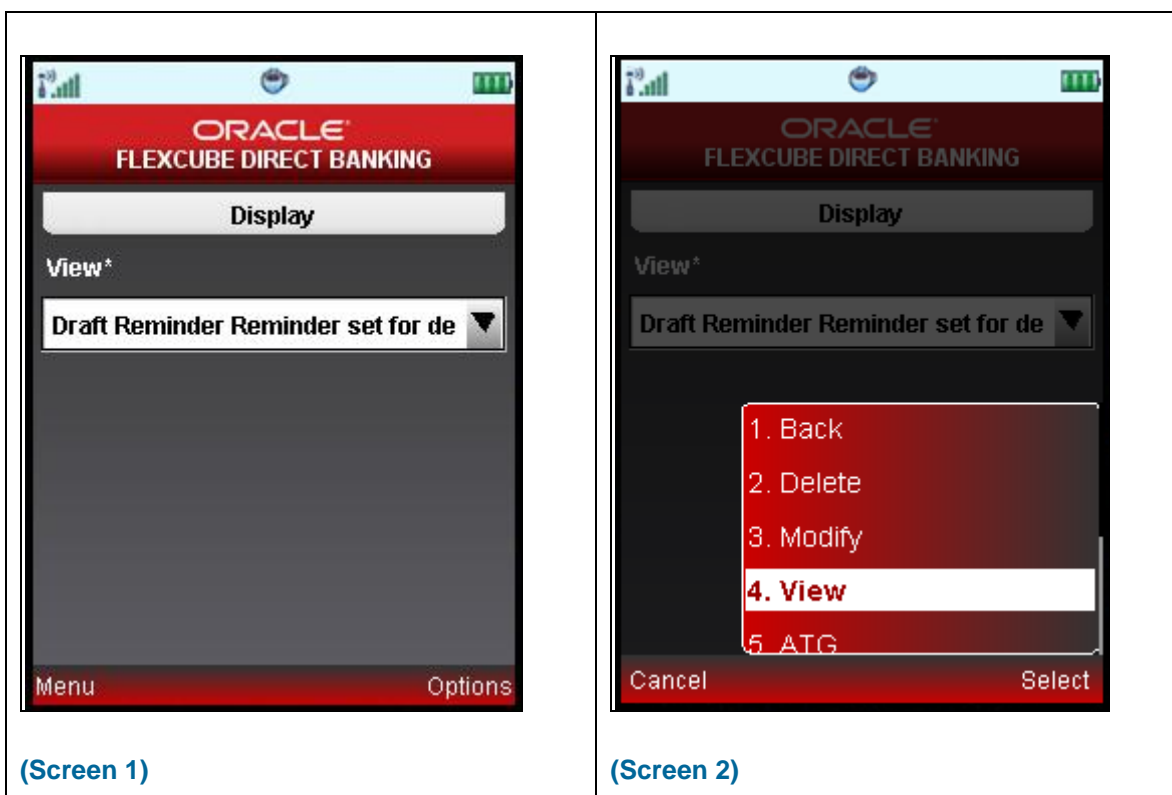 ORACLE
FLEXCUBE DIRECT BANKING
Display
View*
Draft Reminder Reminder set for de
Menu Options
(Screen 1)
ORACLE
FLEXCUBE DIRECT BANKING
Display
View*
Draft Reminder Reminder set for de
1. Back
2. Delete
3. Modify
4. View
5. ATG
Cancel Select
(Screen 2)